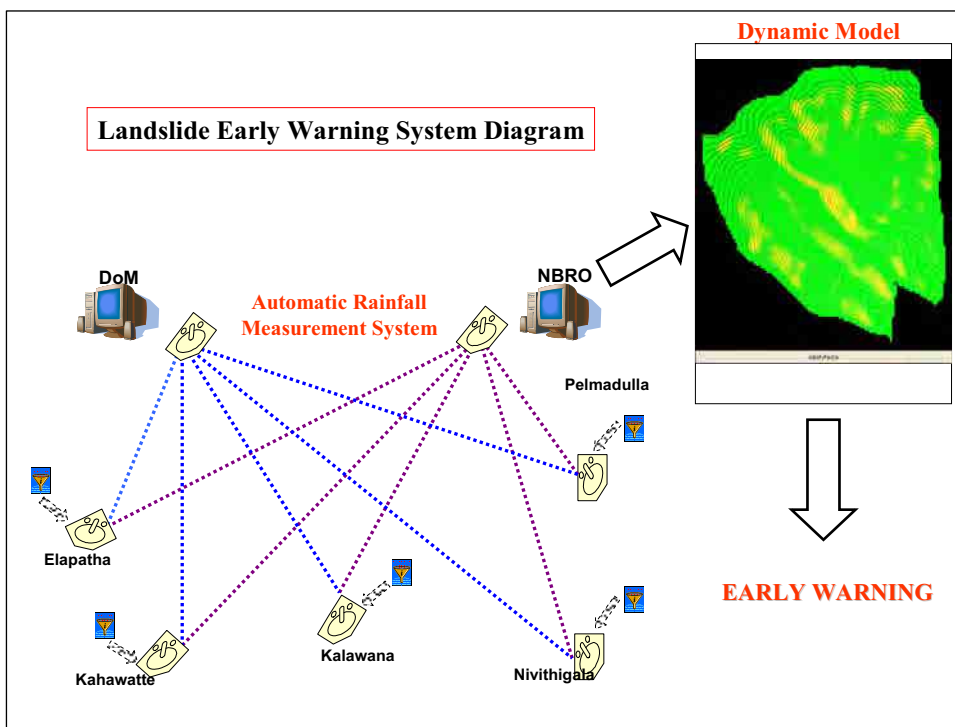 Dynamic Model
Landslide Early Warning System Diagram
DoM
NBRO
Automatic Rainfall
Measurement System
Pelmadulla
Elapatha
EARLY WARNING
Kalawana
Kahawatte
Nivithigala